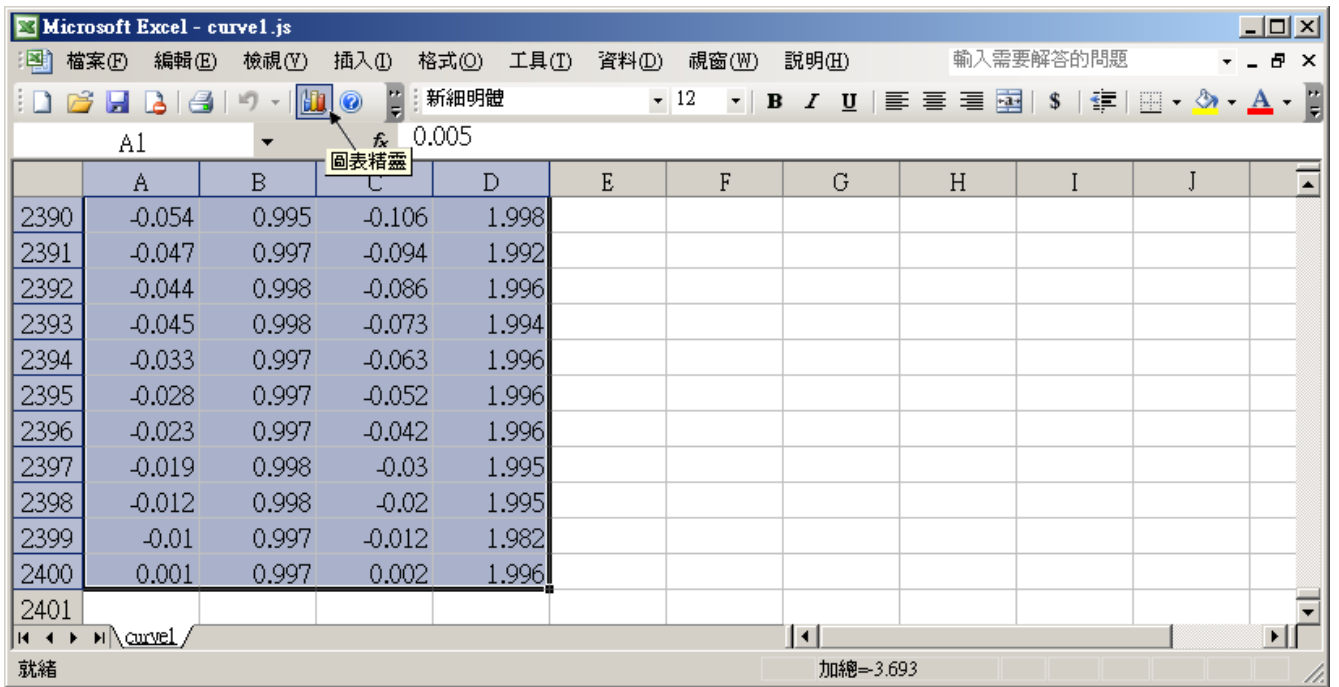 Microsoft Excel - curve1.js
檔案(F) 編輯(E) 檢視(V) 插入(I) 格式(O) 工具(T) 資料(D) 視窗(W) 說明(H) 輸入需要解答的問題
新細明體 12 B I U $ A
A1 fx 0.005
圖表精靈
A B C D E F G H I J
2390 -0.054 0.995 -0.106 1.998
2391 -0.047 0.997 -0.094 1.992
2392 -0.044 0.998 -0.086 1.996
2393 -0.045 0.998 -0.073 1.994
2394 -0.033 0.997 -0.063 1.996
2395 -0.028 0.997 -0.052 1.996
2396 -0.023 0.997 -0.042 1.996
2397 -0.019 0.998 -0.03 1.995
2398 -0.012 0.998 -0.02 1.995
2399 -0.01 0.997 -0.012 1.982
2400 0.001 0.997 0.002 1.996
2401
curve1
就緒 加總=-3.693